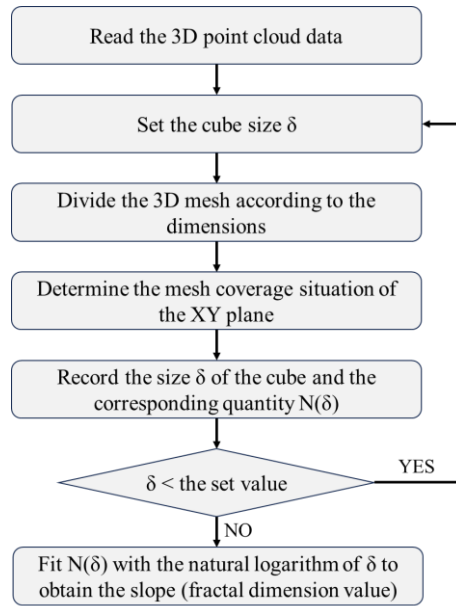 Read the 3D point cloud data
Set the cube size δ
Divide the 3D mesh according to the
dimensions
Determine the mesh coverage situation of
the XY plane
Record the size δ of the cube and the
corresponding quantity N(δ)
δ < the set value
YES
NO
Fit N(δ) with the natural logarithm of δ to
obtain the slope (fractal dimension value)